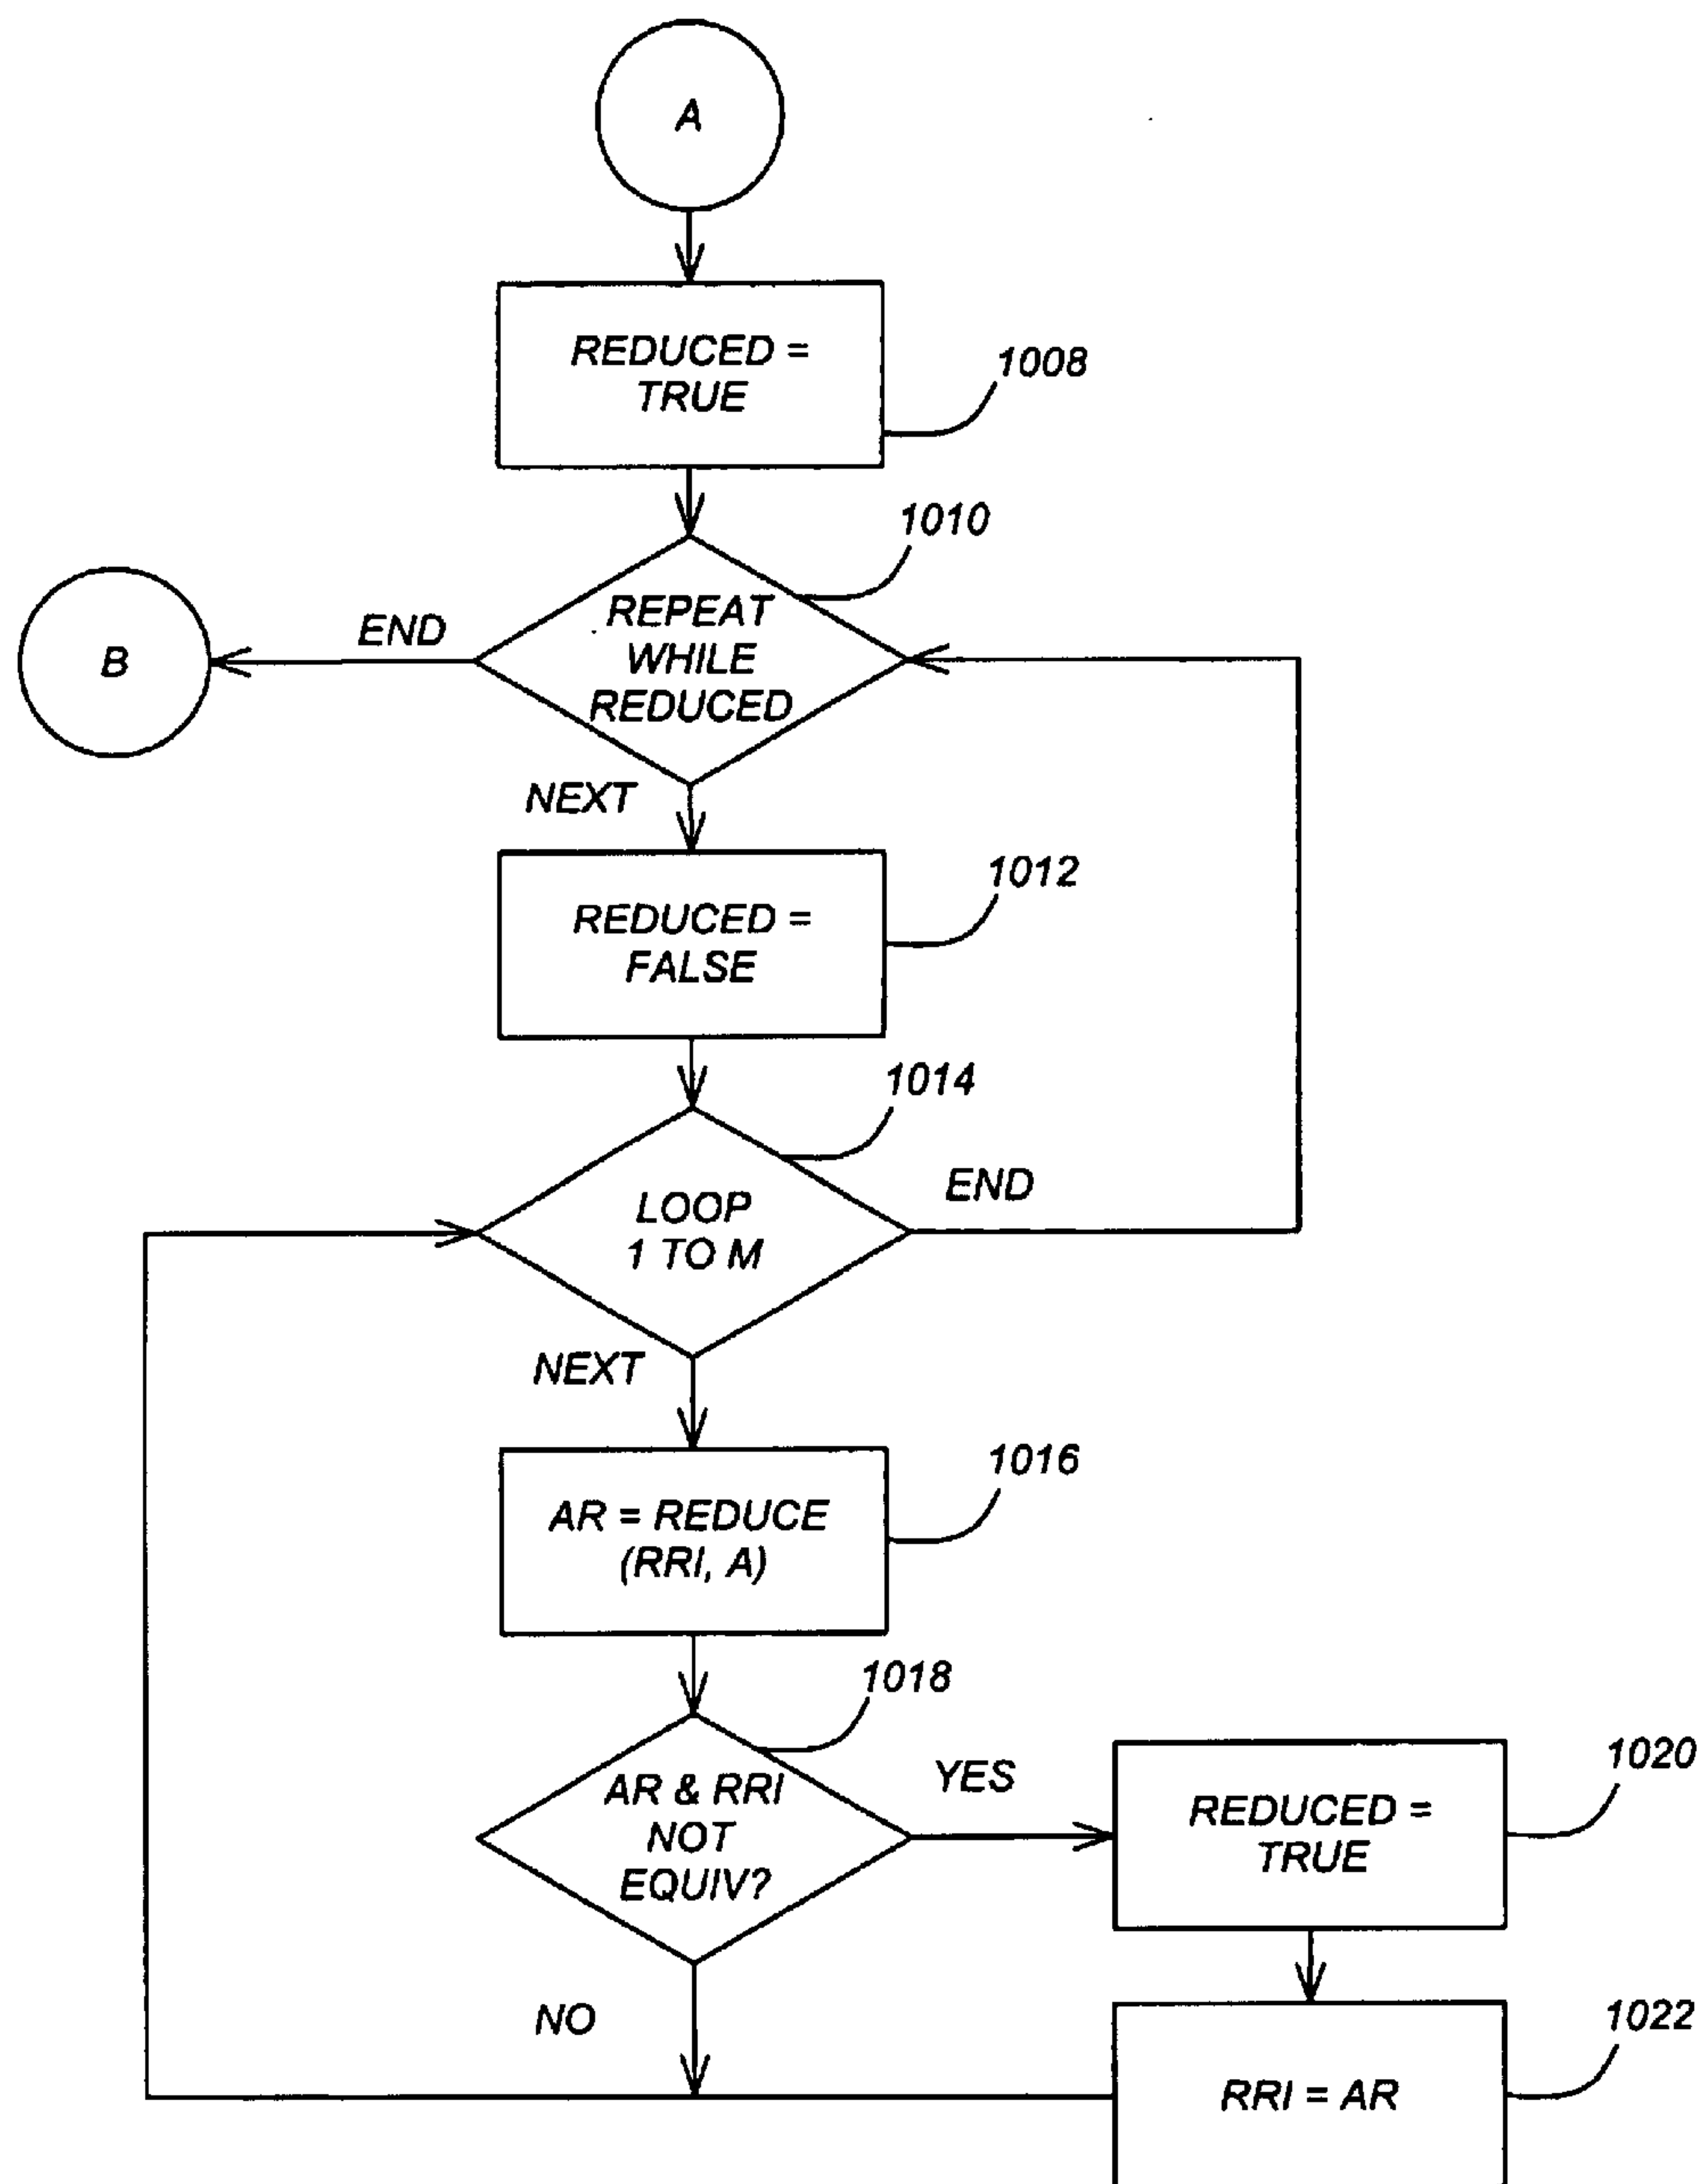 A
REDUCED =
TRUE
1008
1010
REPEAT
WHILE
REDUCED
END
B
NEXT
1012
REDUCED =
FALSE
1014
LOOP
1 TO M
END
NEXT
1016
AR = REDUCE
(RRI, A)
1018
AR & RRI
NOT
EQUIV?
YES
1020
REDUCED =
TRUE
NO
1022
RRI = AR